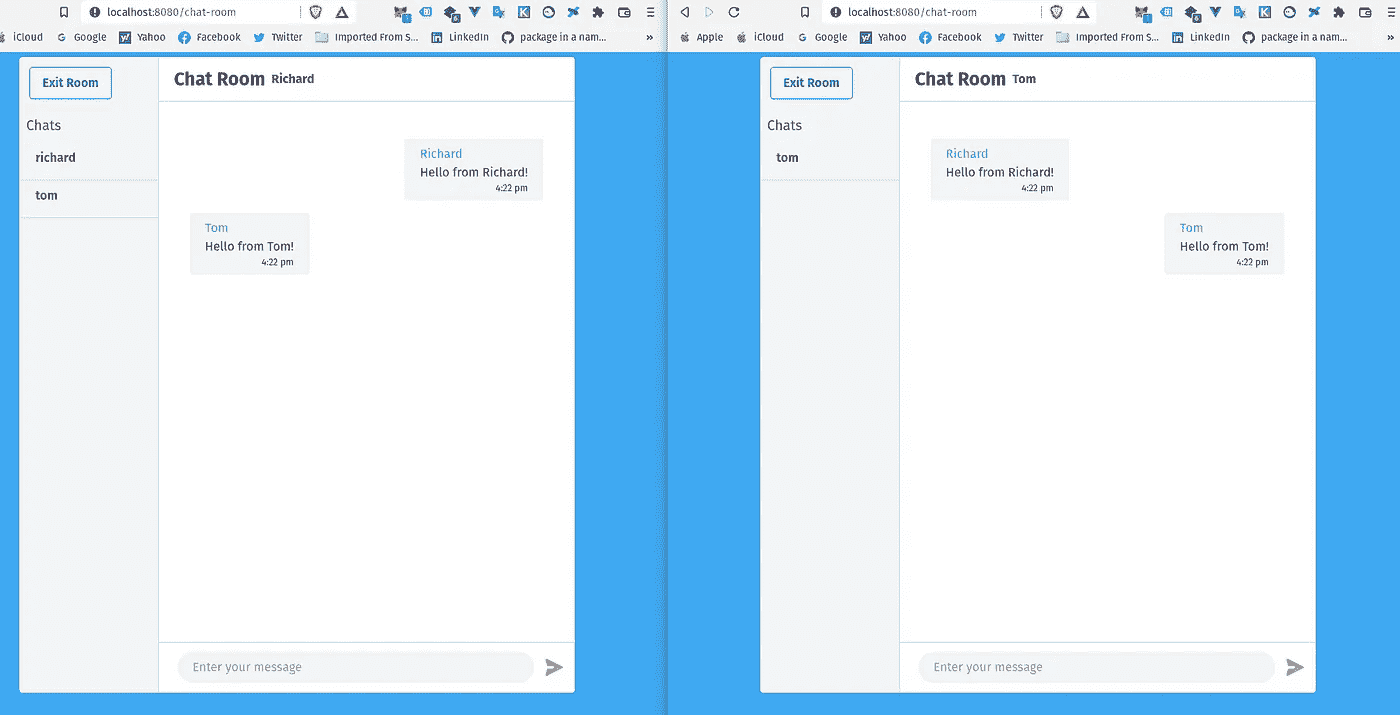 localhost:8080/chat-room
iCloud Google Yahoo Facebook Twitter Imported From S... LinkedIn package in a nam... »
Exit Room
Chats
richard
tom
Chat Room Richard
Richard
Hello from Richard!
4:22 pm
Tom
Hello from Tom!
4:22 pm
Enter your message
localhost:8080/chat-room
Apple iCloud Google Yahoo Facebook Twitter Imported From S... LinkedIn package in a nam... »
Exit Room
Chats
tom
Chat Room Tom
Richard
Hello from Richard!
4:22 pm
Tom
Hello from Tom!
4:22 pm
Enter your message